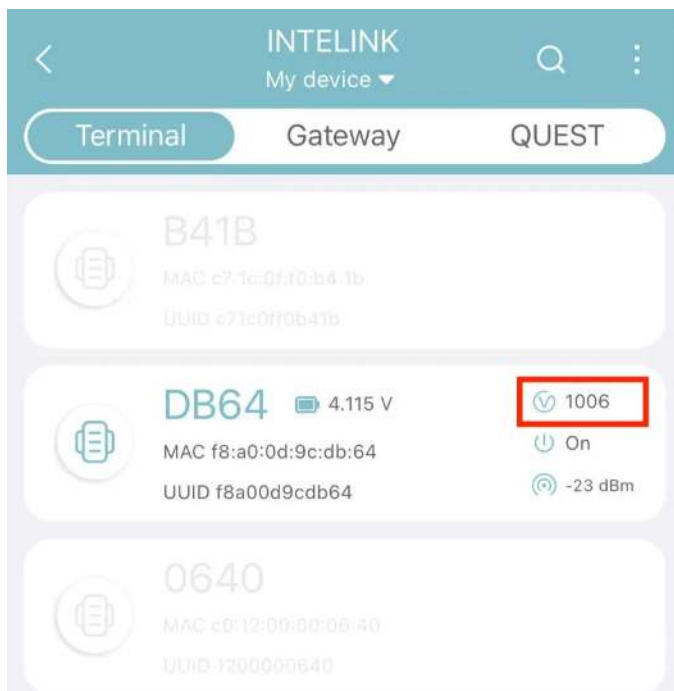 INTELINK
My device
Terminal Gateway QUEST
B41B
MAC c7:1c:0f:f0:b4:1b
UUID c71c0ff0b41b
DB64 4.115 V 1006
MAC f8:a0:0d:9c:db:64 On
UUID f8a00d9cdb64 -23 dBm
0640
MAC c0:12:00:00:06:40
UUID 1200000640